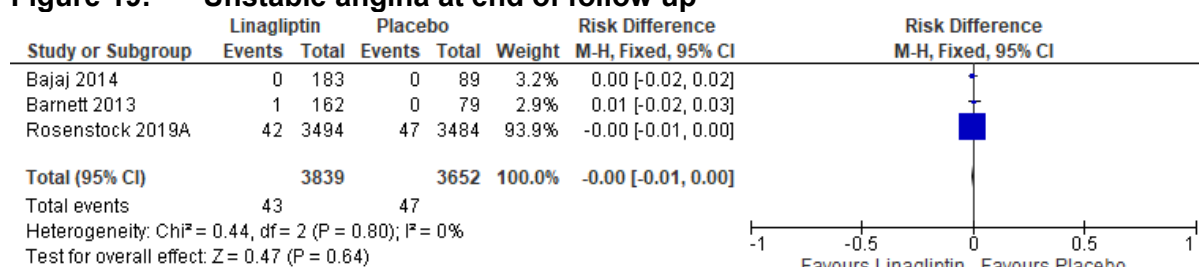 Figure 19: Unstable angina at end of follow up
Linagliptin Placebo Risk Difference Risk Difference
Study or Subgroup Events Total Events Total Weight M-H, Fixed, 95% CI M-H, Fixed, 95% CI
Bajaj 2014 0 183 0 89 3.2% 0.00 [-0.02, 0.02]
Barnett 2013 1 162 0 79 2.9% 0.01 [-0.02, 0.03]
Rosenstock 2019A 42 3494 47 3484 93.9% -0.00 [-0.01, 0.00]
Total (95% CI) 3839 3652 100.0% -0.00 [-0.01, 0.00]
Total events 43 47
Heterogeneity: Chi² = 0.44, df = 2 (P = 0.80); I² = 0%
Test for overall effect: Z = 0.47 (P = 0.64)
-1 -0.5 0 0.5 1
Favours Linagliptin Favours Placebo